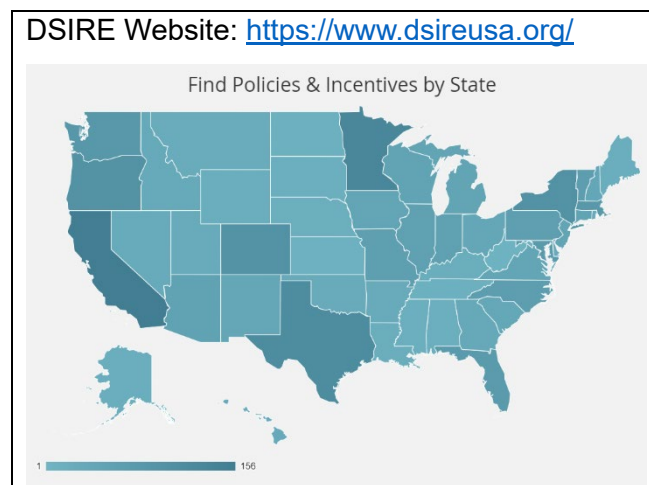 DSIRE Website: https://www.dsireusa.org/
Find Policies & Incentives by State
1 156